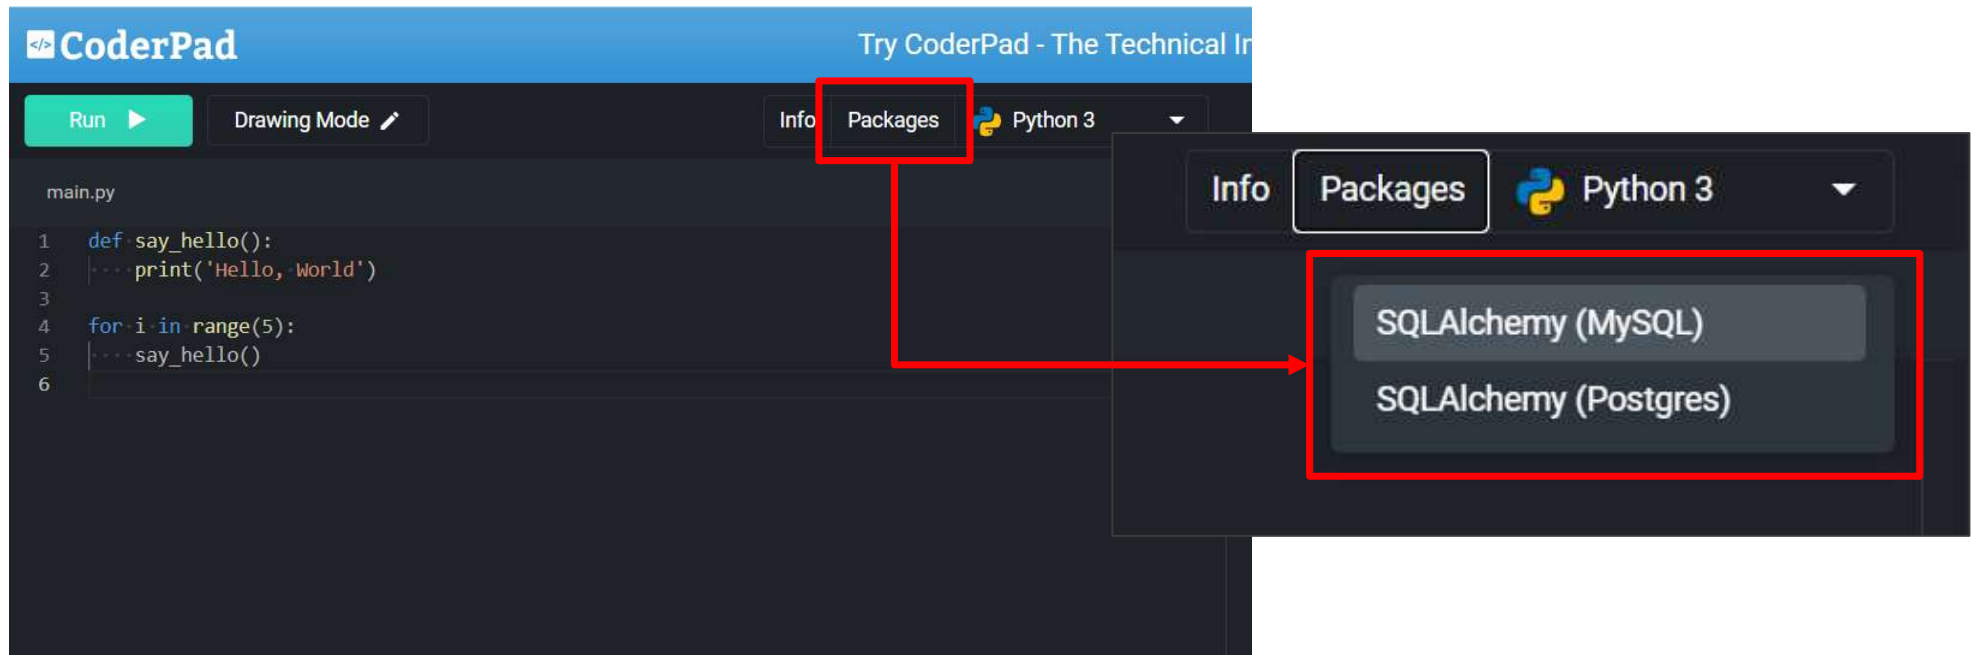 </> CoderPad
Try CoderPad - The Technical In
Run
Drawing Mode
Info
Packages
Python 3
main.py
1 def say_hello():
2     print('Hello, World')
3
4 for i in range(5):
5     say_hello()
6
Info
Packages
Python 3
SQLAlchemy (MySQL)
SQLAlchemy (Postgres)